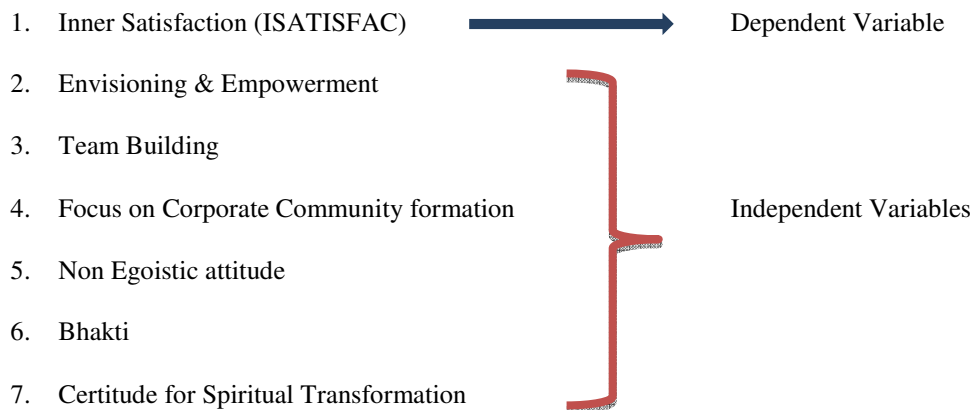 1. Inner Satisfaction (ISATISFAC) Dependent Variable
2. Envisioning & Empowerment
3. Team Building
4. Focus on Corporate Community formation Independent Variables
5. Non Egoistic attitude
6. Bhakti
7. Certitude for Spiritual Transformation